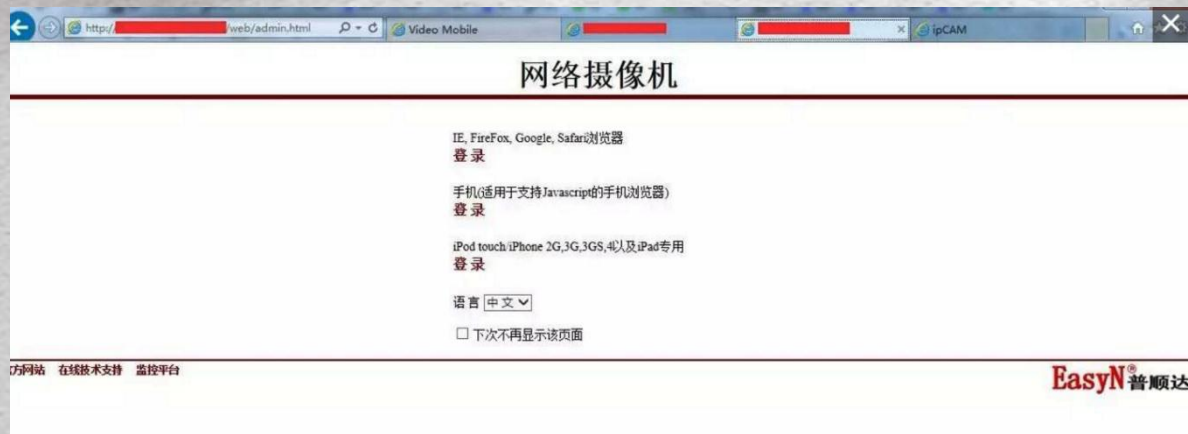 http:/ /web/admin.html Video Mobile ipCAM
网络摄像机
IE, FireFox, Google, Safari浏览器
登录
手机(适用于支持Javascript的手机浏览器)
登录
iPod touch/iPhone 2G,3G,3GS,4以及iPad专用
登录
语言 中文
下次不再显示该页面
方网站 在线技术支持 监控平台 EasyN®普顺达